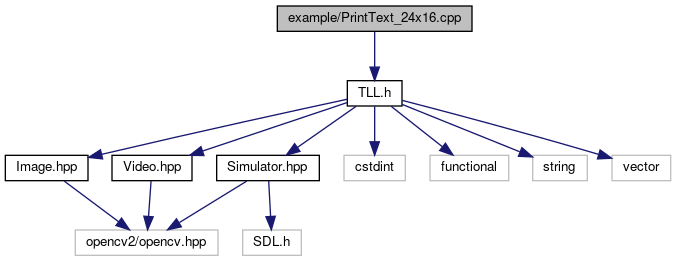 example/PrintText_24x16.cpp
TLL.h
Image.hpp
Video.hpp
Simulator.hpp
cstdint
functional
string
vector
opencv2/opencv.hpp
SDL.h